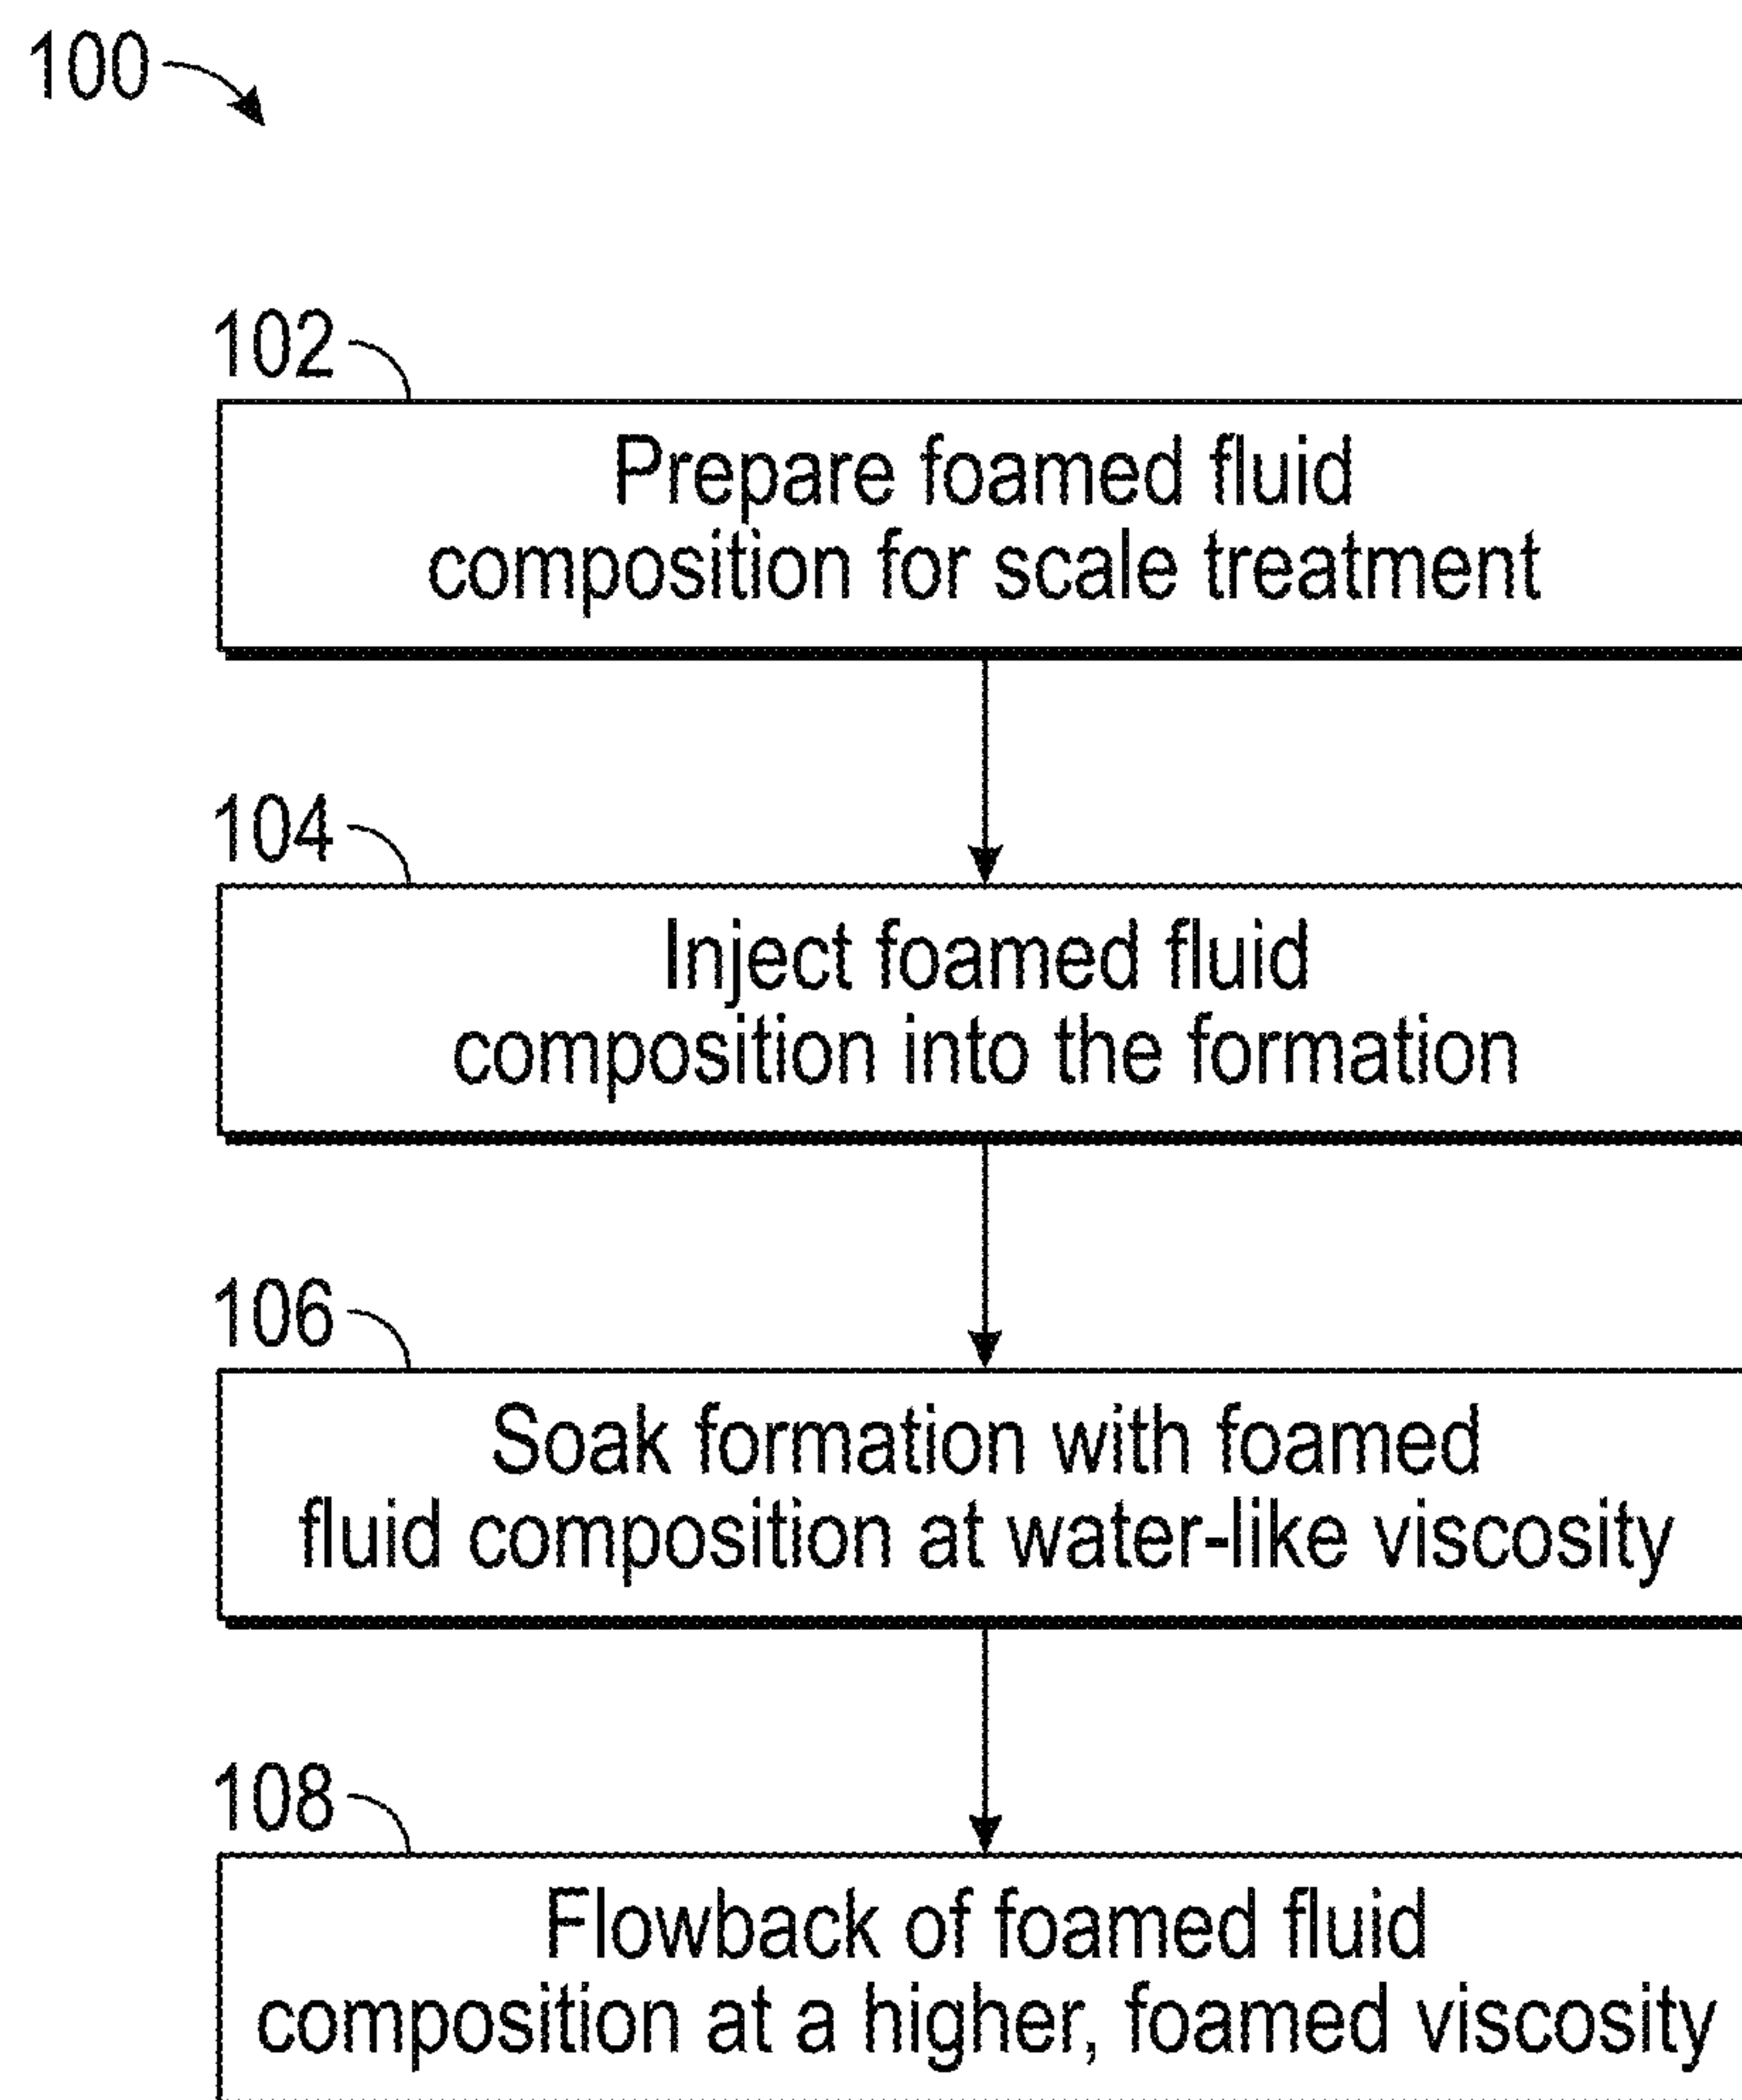 100
102
Prepare foamed fluid
composition for scale treatment
104
Inject foamed fluid
composition into the formation
106
Soak formation with foamed
fluid composition at water-like viscosity
108
Flowback of foamed fluid
composition at a higher, foamed viscosity